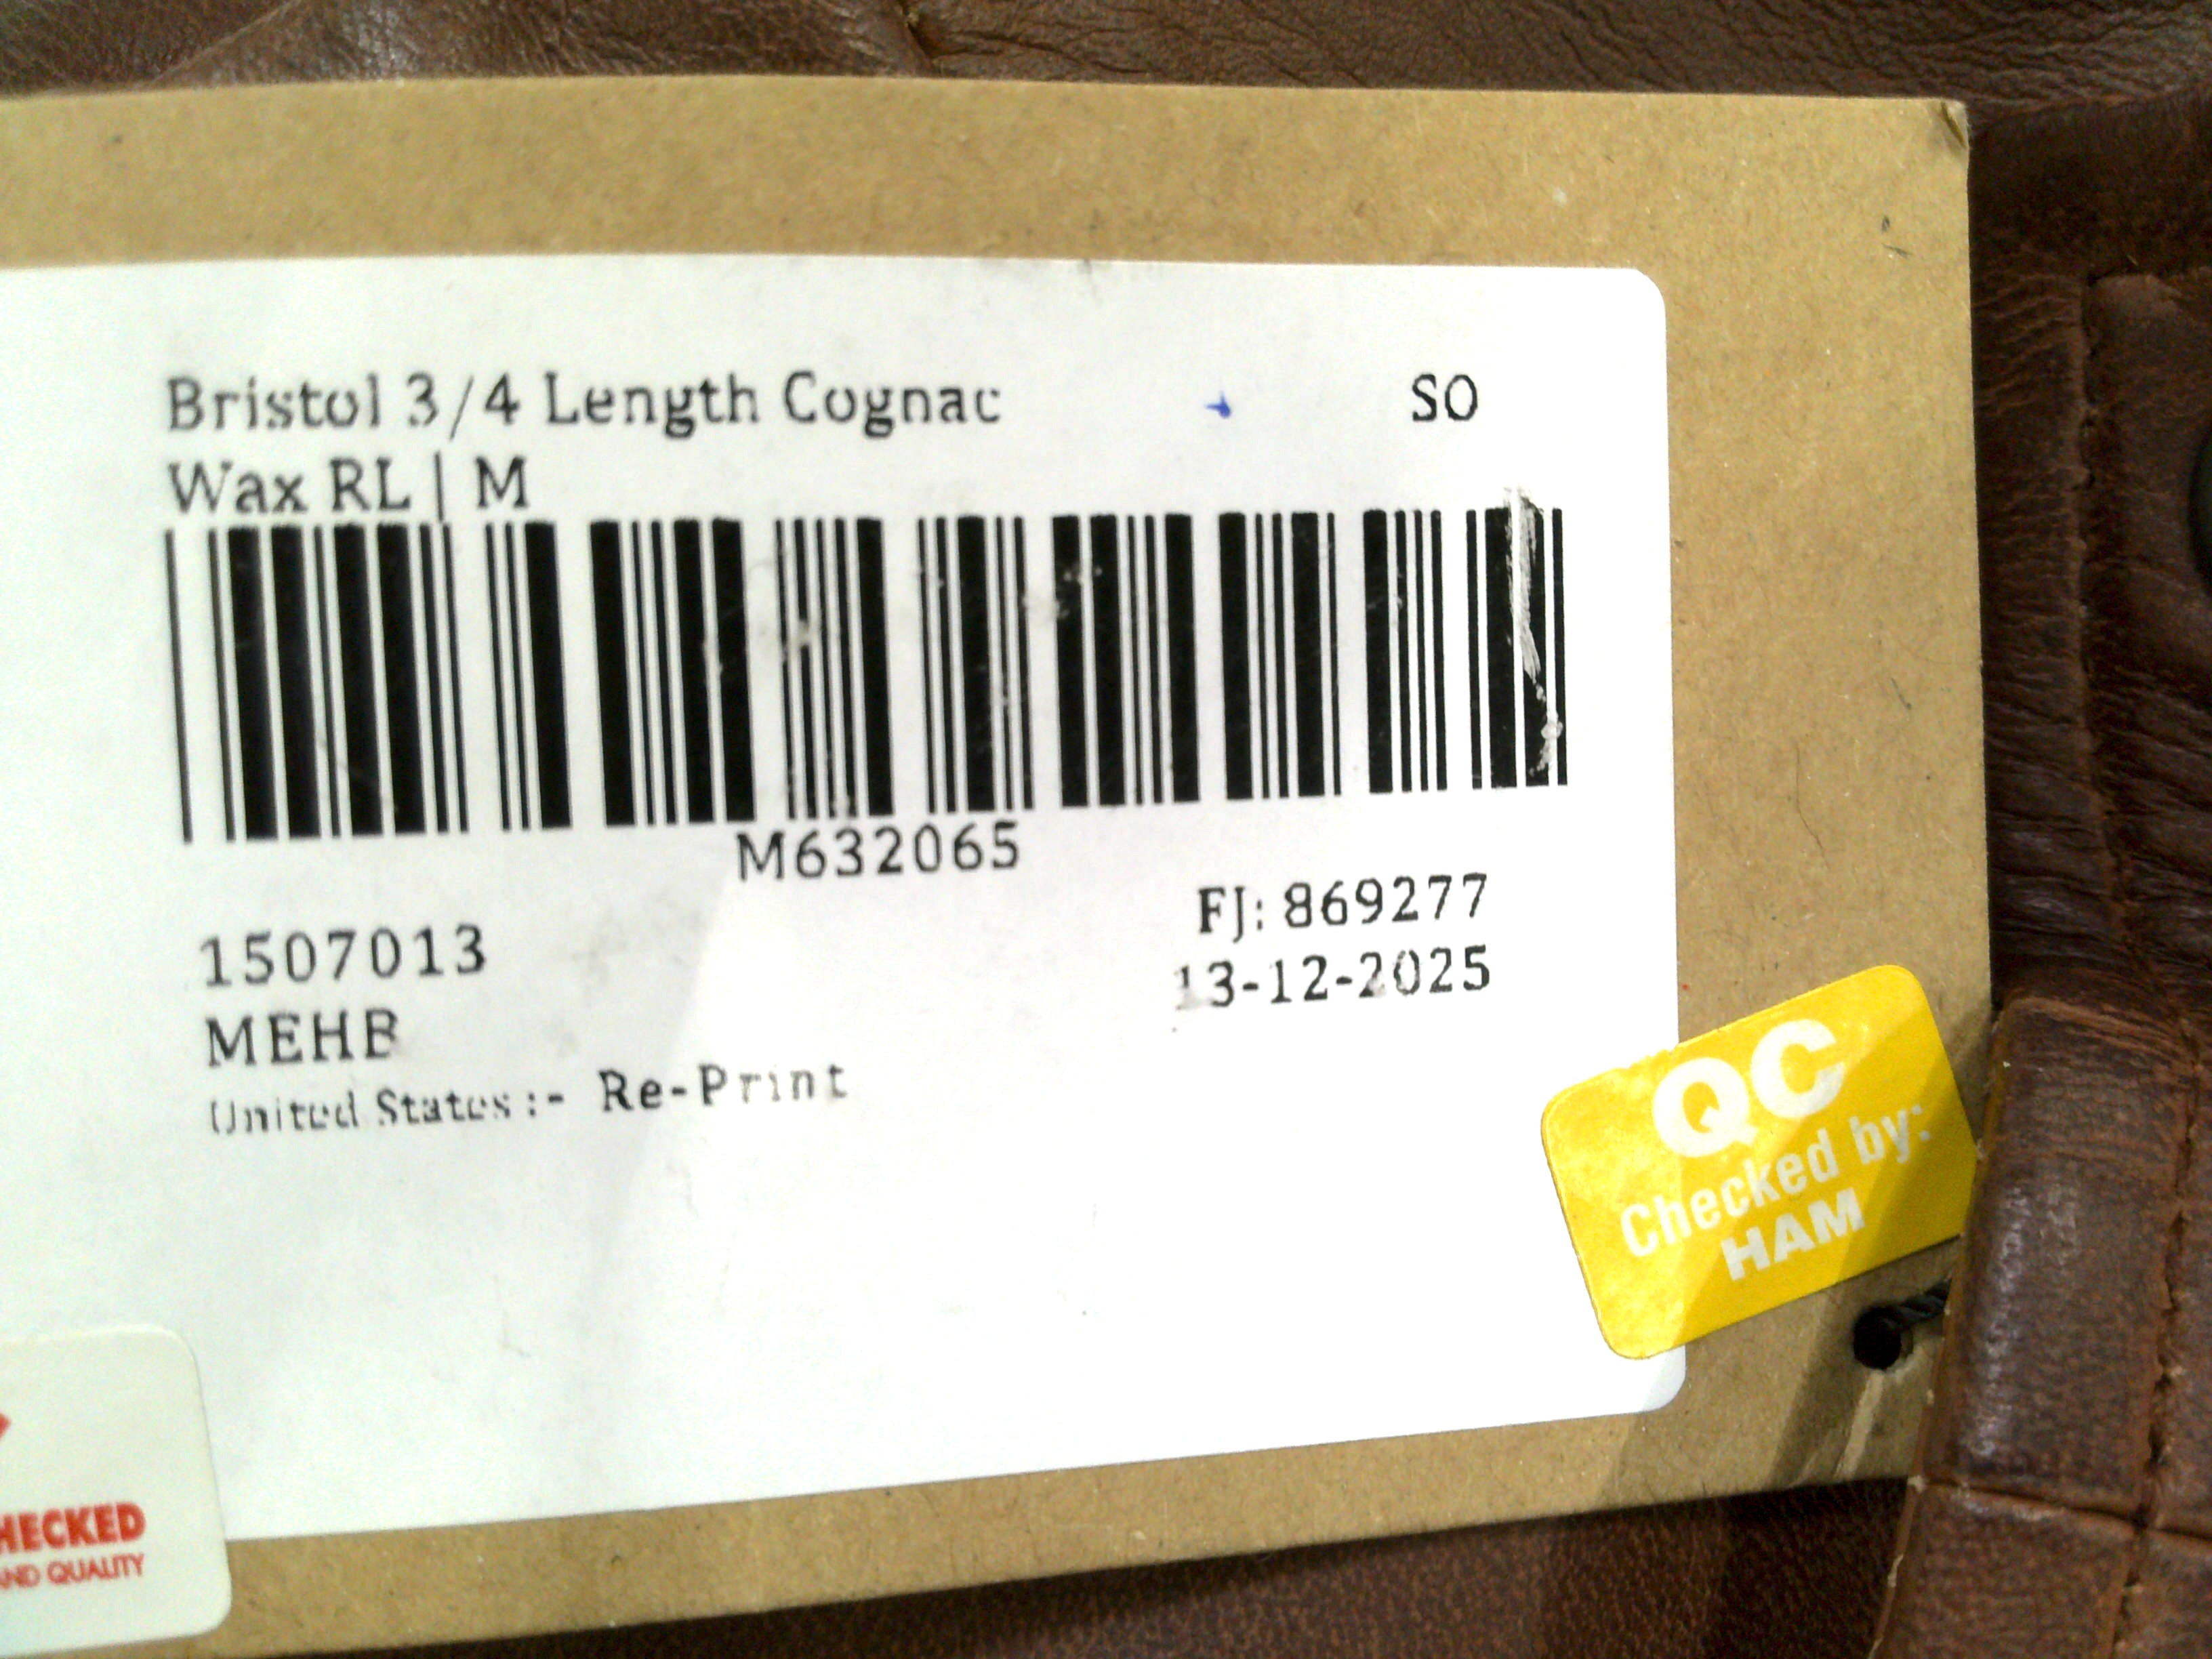 Bristol 3/4 Length Cognac SO
Wax RL | M
M632065
FJ: 869277
1507013
13-12-2025
MEHB
United States :- Re-Print
QC
Checked by:
HAM
HECKED
AND QUALITY